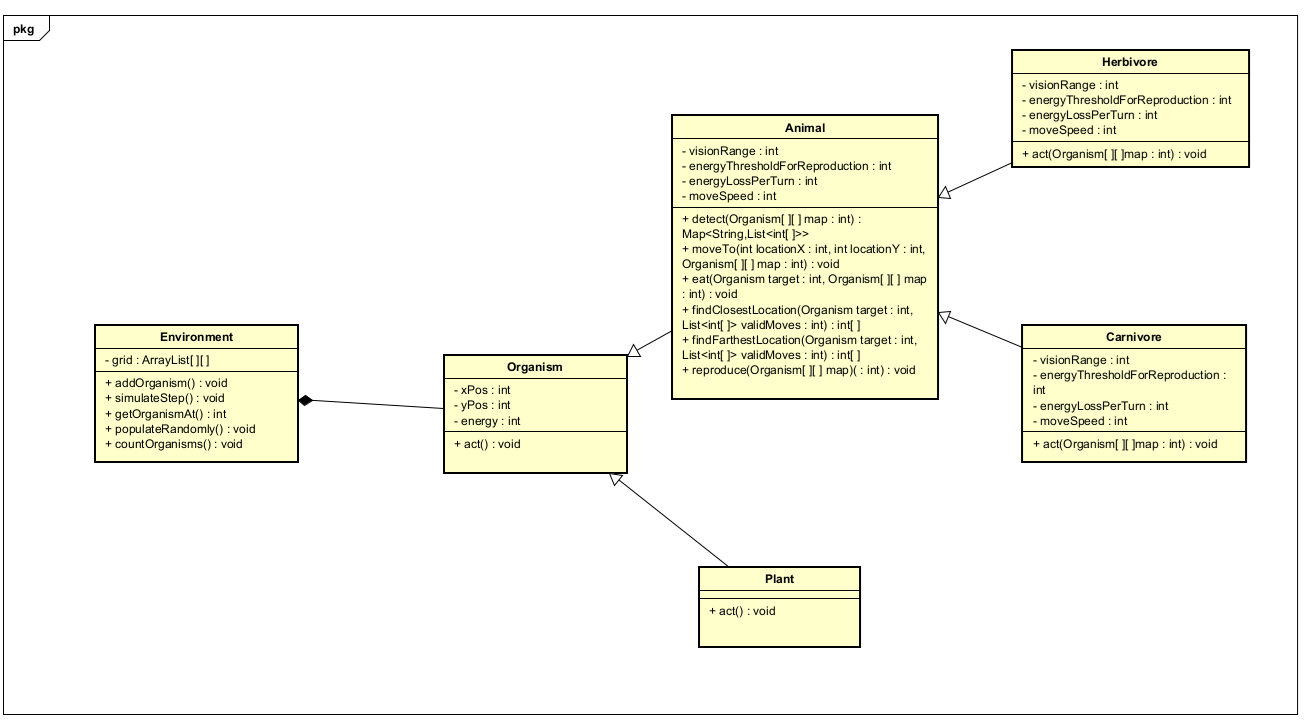 pkg
Herbivore
- visionRange : int
- energyThresholdForReproduction : int
- energyLossPerTurn : int
- moveSpeed : int
+ act(Organism[ ][ ]map : int) : void
Animal
- visionRange : int
- energyThresholdForReproduction : int
- energyLossPerTurn : int
- moveSpeed : int
+ detect(Organism[ ][ ] map : int) :
Map<String,List<int[ ]>>
+ moveTo(int locationX : int, int locationY : int,
Organism[ ][ ] map : int) : void
+ eat(Organism target : int, Organism[ ][ ] map
: int) : void
+ findClosestLocation(Organism target : int,
List<int[ ]> validMoves : int) : int[ ]
+ findFarthestLocation(Organism target : int,
List<int[ ]> validMoves : int) : int[ ]
+ reproduce(Organism[ ][ ] map)( : int) : void
Environment
- grid : ArrayList[ ][ ]
+ addOrganism() : void
+ simulateStep() : void
+ getOrganismAt() : int
+ populateRandomly() : void
+ countOrganisms() : void
Organism
- xPos : int
- yPos : int
- energy : int
+ act() : void
Carnivore
- visionRange : int
- energyThresholdForReproduction :
int
- energyLossPerTurn : int
- moveSpeed : int
+ act(Organism[ ][ ]map : int) : void
Plant
+ act() : void